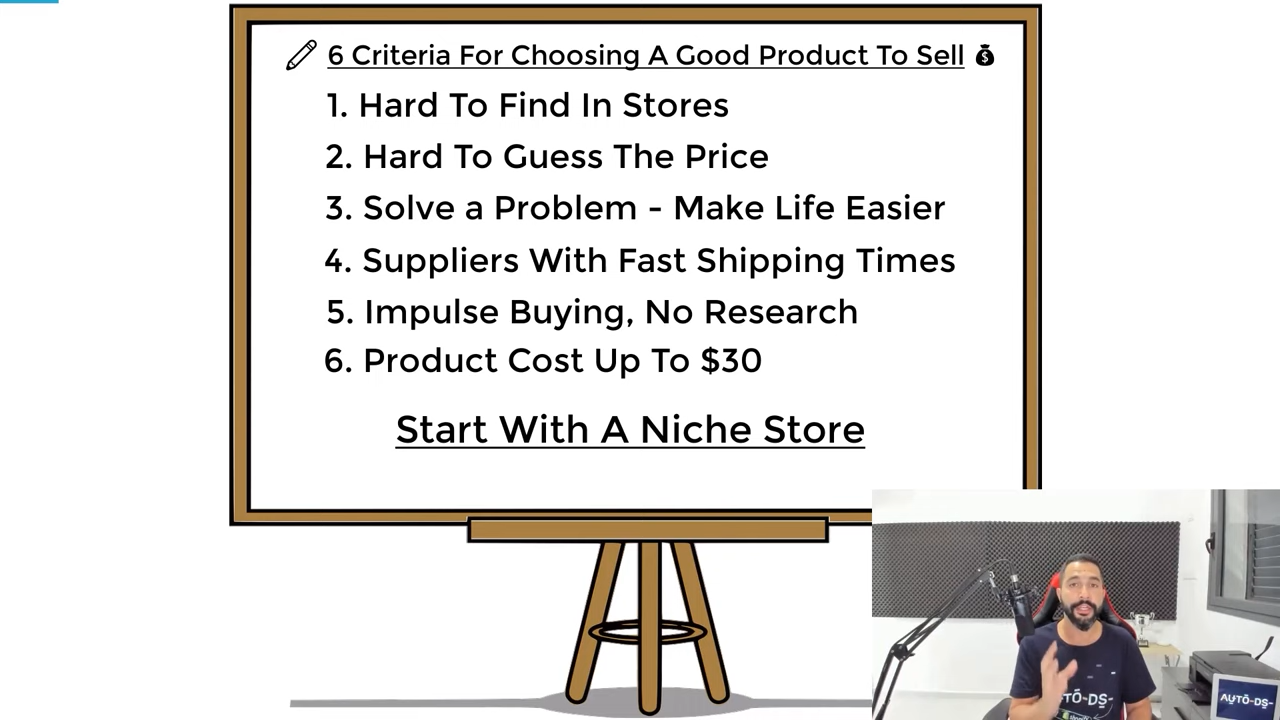 6 Criteria For Choosing A Good Product To Sell
1. Hard To Find In Stores
2. Hard To Guess The Price
3. Solve a Problem - Make Life Easier
4. Suppliers With Fast Shipping Times
5. Impulse Buying, No Research
6. Product Cost Up To $30
Start With A Niche Store
AUTO-DS-
AUTO-DS-